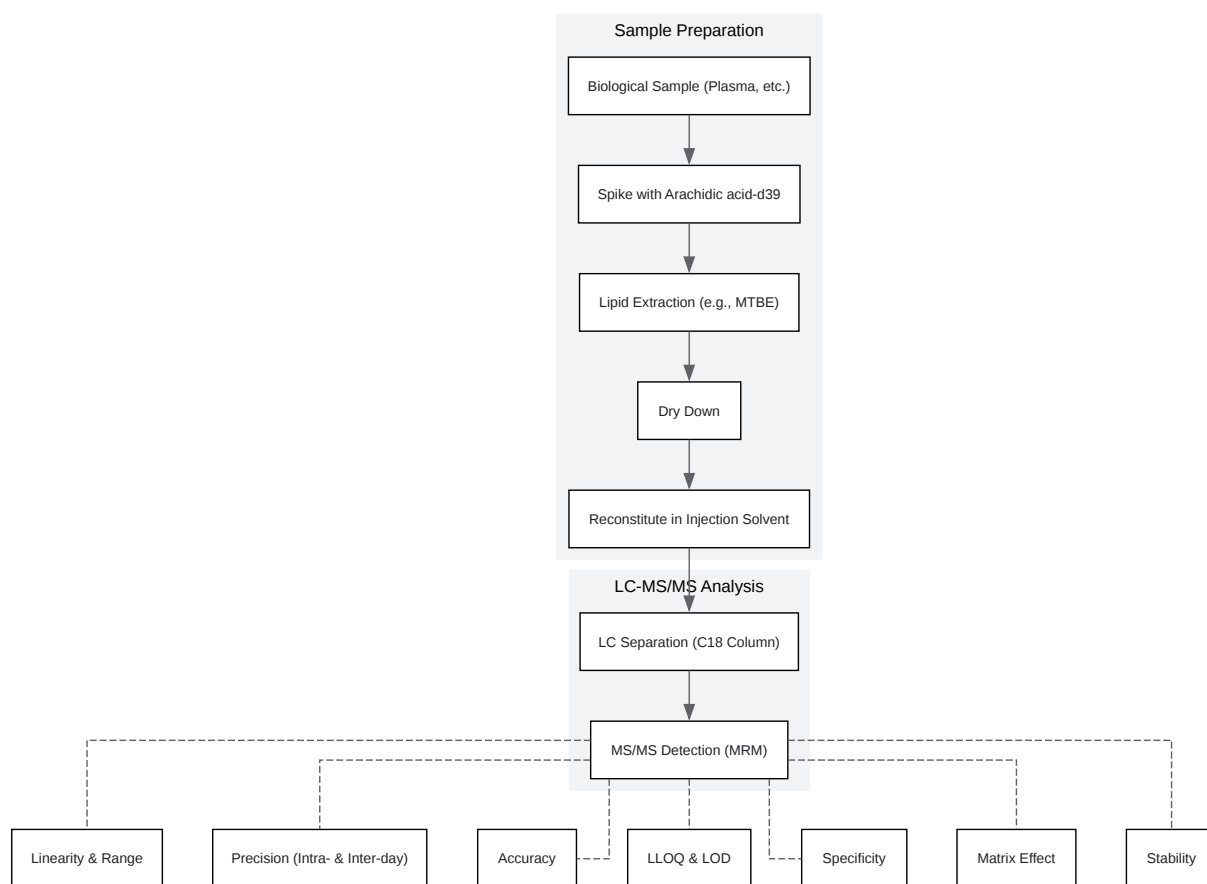 Sample Preparation
Biological Sample (Plasma, etc.)
Spike with Arachidic acid-d39
Lipid Extraction (e.g., MTBE)
Dry Down
Reconstitute in Injection Solvent
LC-MS/MS Analysis
LC Separation (C18 Column)
MS/MS Detection (MRM)
Linearity & Range
Precision (Intra- & Inter-day)
Accuracy
LLOQ & LOD
Specificity
Matrix Effect
Stability